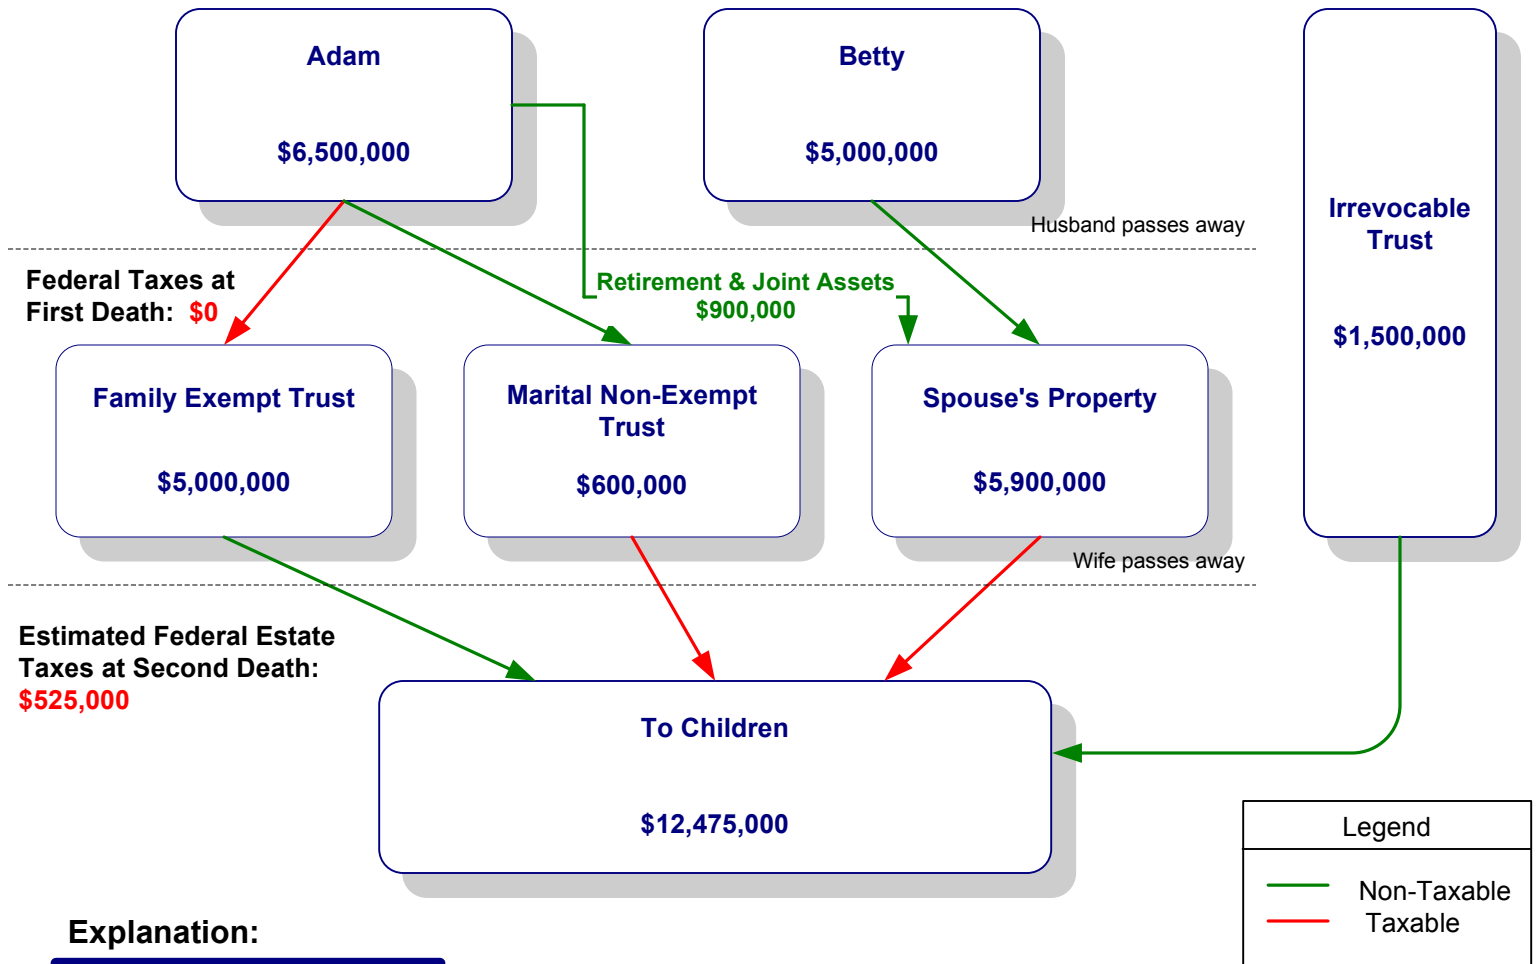 Adam
$6,500,000
Betty
$5,000,000
Irrevocable
Trust
$1,500,000
Husband passes away
Federal Taxes at
First Death: $0
Retirement & Joint Assets
$900,000
Family Exempt Trust
$5,000,000
Marital Non-Exempt
Trust
$600,000
Spouse's Property
$5,900,000
Wife passes away
Estimated Federal Estate
Taxes at Second Death:
$525,000
To Children
$12,475,000
Legend
Non-Taxable
Taxable
Explanation: